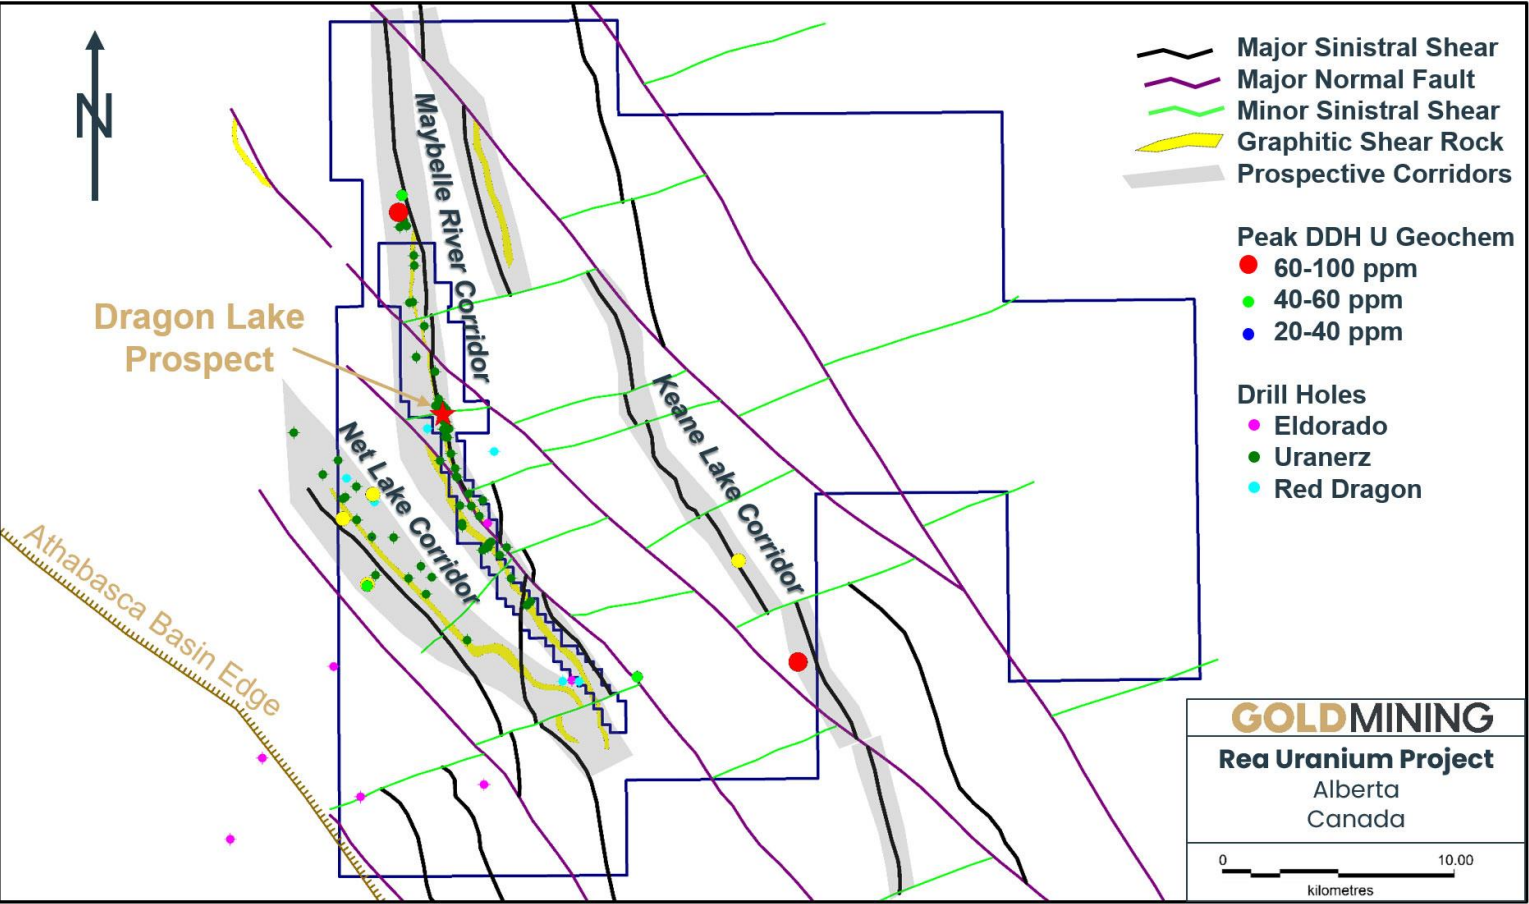 N
Major Sinistral Shear
Major Normal Fault
Minor Sinistral Shear
Graphitic Shear Rock
Prospective Corridors
Peak DDH U Geochem
60-100 ppm
40-60 ppm
20-40 ppm
Drill Holes
Eldorado
Uranerz
Red Dragon
Maybelle River Corridor
Dragon Lake
Prospect
Keane Lake Corridor
Net Lake Corridor
Athabasca Basin Edge
GOLDMINING
Rea Uranium Project
Alberta
Canada
0 10.00
kilometres